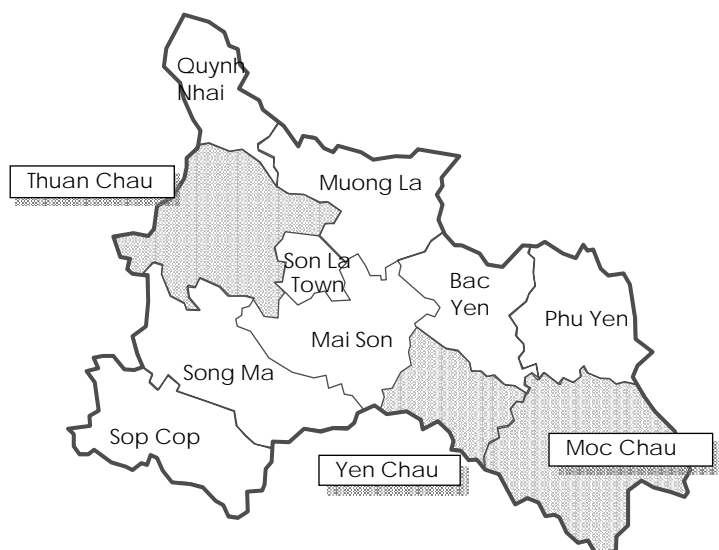 Quynh
Nhai
Thuan Chau
Muong La
Son La
Town
Bac
Yen
Phu Yen
Mai Son
Song Ma
Sop Cop
Moc Chau
Yen Chau